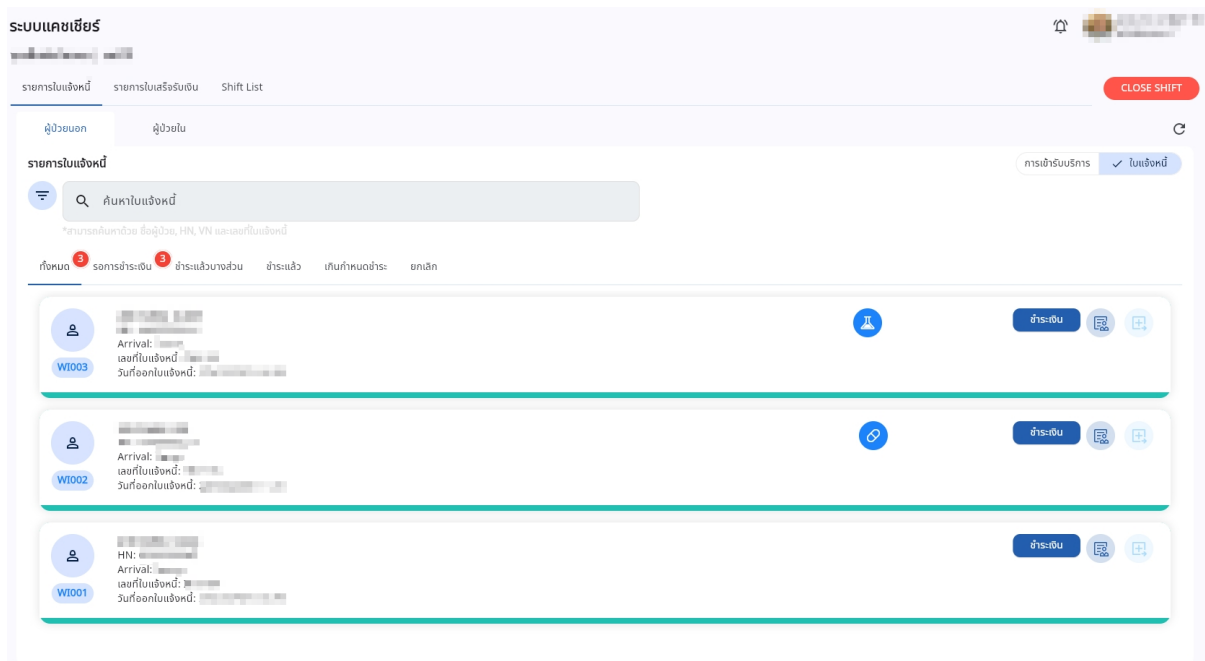 ระบบแคชเชียร์
รายการใบแจ้งหนี้ รายการใบเสร็จรับเงิน Shift List CLOSE SHIFT
ผู้ป่วยนอก ผู้ป่วยใน
รายการใบแจ้งหนี้ การเข้ารับบริการ ใบแจ้งหนี้
ค้นหาใบแจ้งหนี้
*สามารถค้นหาด้วย ชื่อผู้ป่วย, HN, VN และเลขที่ใบแจ้งหนี้
ทั้งหมด 3 รอการชำระเงิน 3 ชำระแล้วบางส่วน ชำระแล้ว เกินกำหนดชำระ ยกเลิก
ชำระเงิน
Arrival:
เลขที่ใบแจ้งหนี้
WI003
วันที่ออกใบแจ้งหนี้:
ชำระเงิน
Arrival:
เลขที่ใบแจ้งหนี้:
WI002
วันที่ออกใบแจ้งหนี้:
ชำระเงิน
HN:
Arrival:
เลขที่ใบแจ้งหนี้:
WI001
วันที่ออกใบแจ้งหนี้: